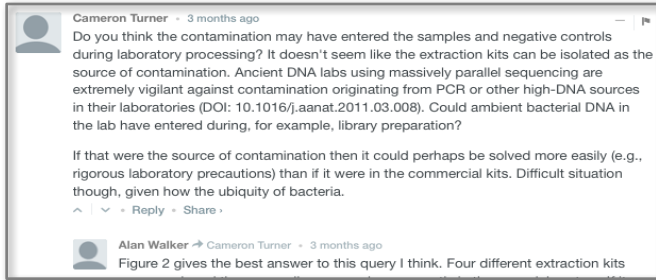 Cameron Turner • 3 months ago
Do you think the contamination may have entered the samples and negative controls
during laboratory processing? It doesn't seem like the extraction kits can be isolated as the
source of contamination. Ancient DNA labs using massively parallel sequencing are
extremely vigilant against contamination originating from PCR or other high-DNA sources
in their laboratories (DOI: 10.1016/j.aanat.2011.03.008). Could ambient bacterial DNA in
the lab have entered during, for example, library preparation?
If that were the source of contamination then it could perhaps be solved more easily (e.g.,
rigorous laboratory precautions) than if it were in the commercial kits. Difficult situation
though, given how the ubiquity of bacteria.
• Reply • Share ›
Alan Walker → Cameron Turner • 3 months ago
Figure 2 gives the best answer to this query I think. Four different extraction kits